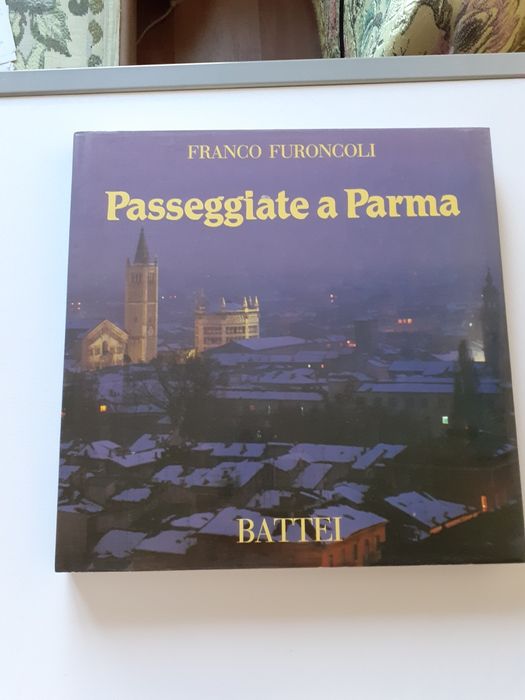 FRANCO FURONCOLI
Passeggiate a Parma
BATTEI